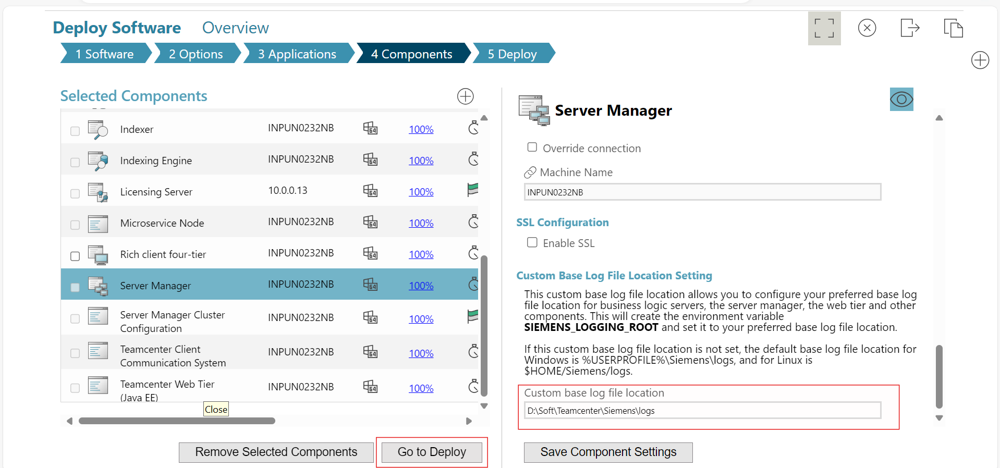 Deploy Software Overview
1 Software 2 Options 3 Applications 4 Components 5 Deploy
Selected Components
Indexer INPUN0232NB 64 100%
Indexing Engine INPUN0232NB 64 100%
Licensing Server 10.0.0.13 64 100%
Microservice Node INPUN0232NB 64 100%
Rich client four-tier INPUN0232NB 64 100%
Server Manager INPUN0232NB 64 100%
Server Manager Cluster
Configuration INPUN0232NB 64 100%
Teamcenter Client
Communication System INPUN0232NB 64 100%
Teamcenter Web Tier
(Java EE) INPUN0232NB 64 100%
Close
Remove Selected Components Go to Deploy
Server Manager
Override connection
Machine Name
INPUN0232NB
SSL Configuration
Enable SSL
Custom Base Log File Location Setting
This custom base log file location allows you to configure your preferred base log
file location for business logic servers, the server manager, the web tier and other
components. This will create the environment variable
SIEMENS_LOGGING_ROOT and set it to your preferred base log file location.
If this custom base log file location is not set, the default base log file location for
Windows is %USERPROFILE%\Siemens\logs, and for Linux is
$HOME/Siemens/logs.
Custom base log file location
D:\Soft\Teamcenter\Siemens\logs
Save Component Settings